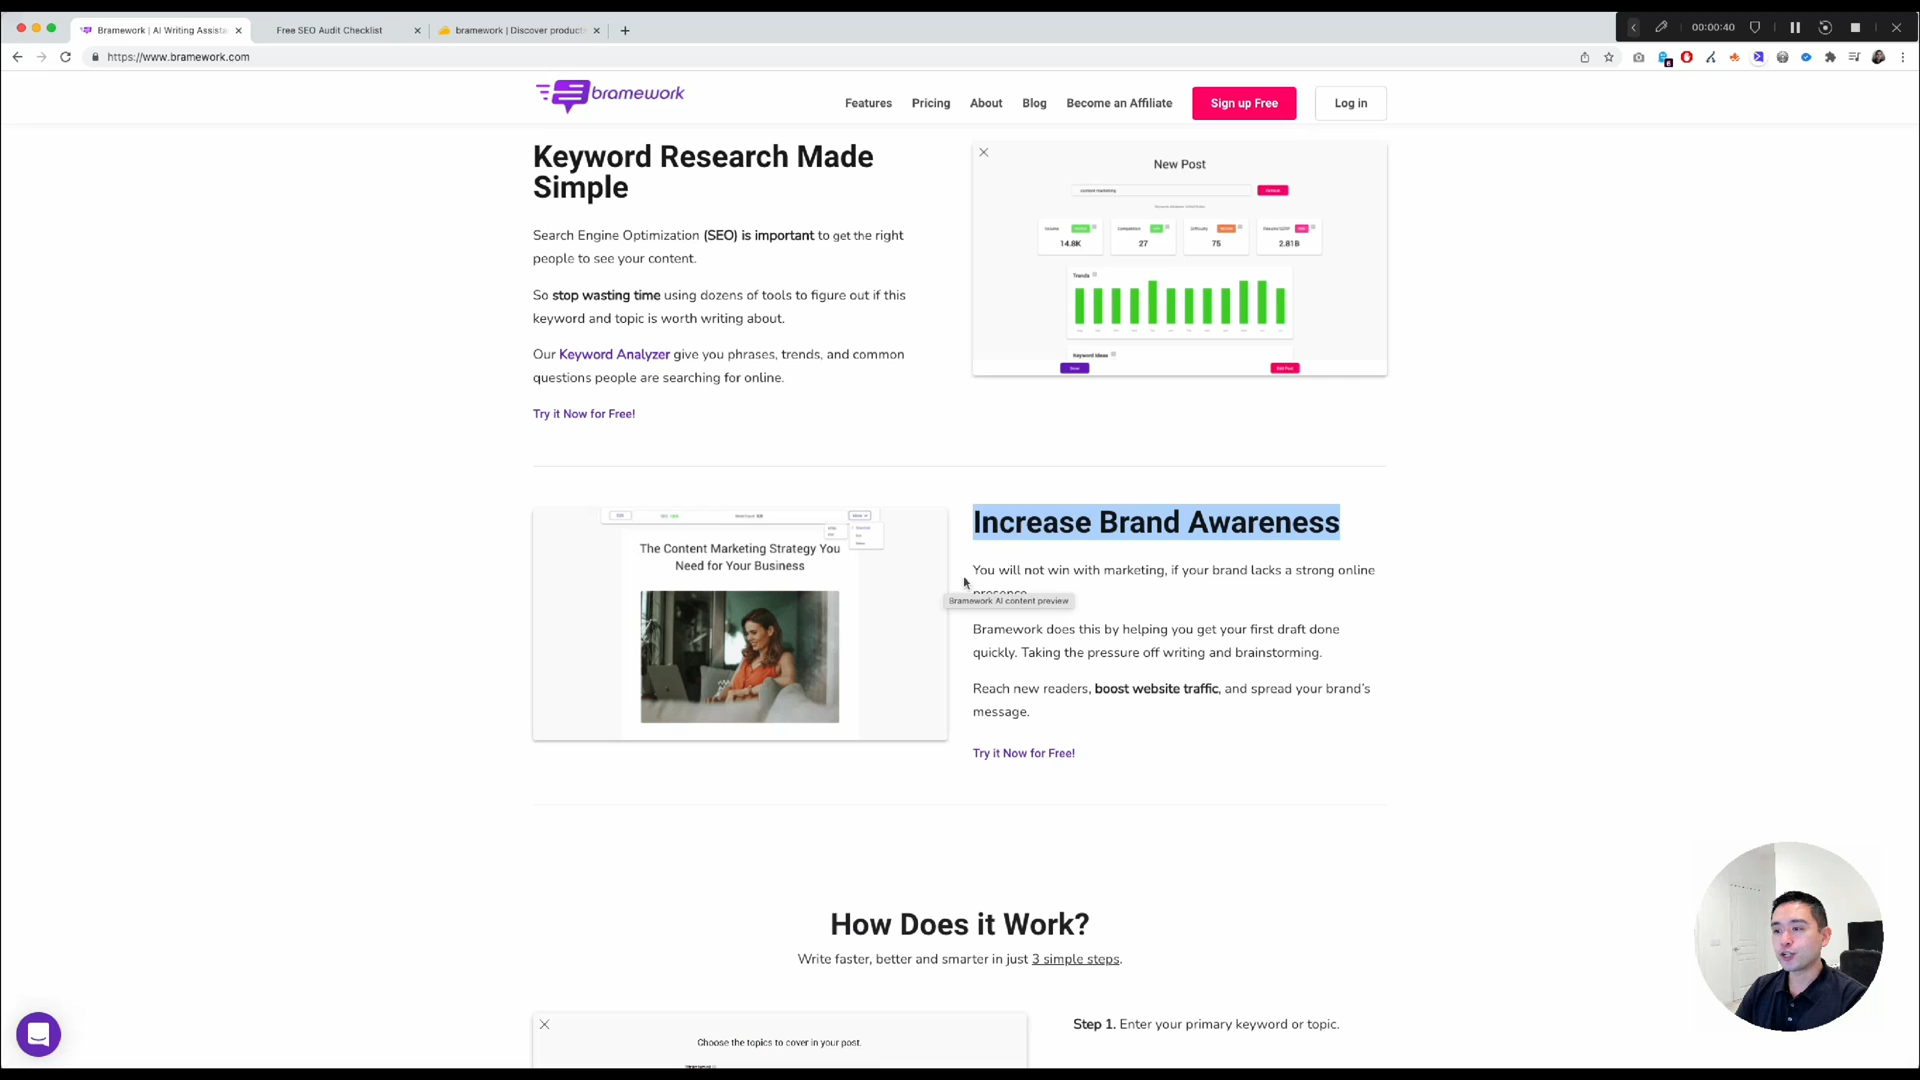 Bramework | AI Writing Assista
Free SEO Audit Checklist
bramework | Discover product
00:00:40
https://www.bramework.com
bramework
Features
Pricing
About
Blog
Become an Affiliate
Sign up Free
Log in
Keyword Research Made
Simple
Search Engine Optimization (SEO) is important to get the right
people to see your content.
So stop wasting time using dozens of tools to figure out if this
keyword and topic is worth writing about.
Our Keyword Analyzer give you phrases, trends, and common
questions people are searching for online.
Try it Now for Free!
New Post
content marketing
Volume
14.8K
Competition
27
Difficulty
75
2.81B
Trends
Keyword Ideas
The Content Marketing Strategy You
Need for Your Business
Increase Brand Awareness
You will not win with marketing, if your brand lacks a strong online
presence.
Bramework AI content preview
Bramework does this by helping you get your first draft done
quickly. Taking the pressure off writing and brainstorming.
Reach new readers, boost website traffic, and spread your brand's
message.
Try it Now for Free!
How Does it Work?
Write faster, better and smarter in just 3 simple steps.
Choose the topics to cover in your post.
Step 1. Enter your primary keyword or topic.